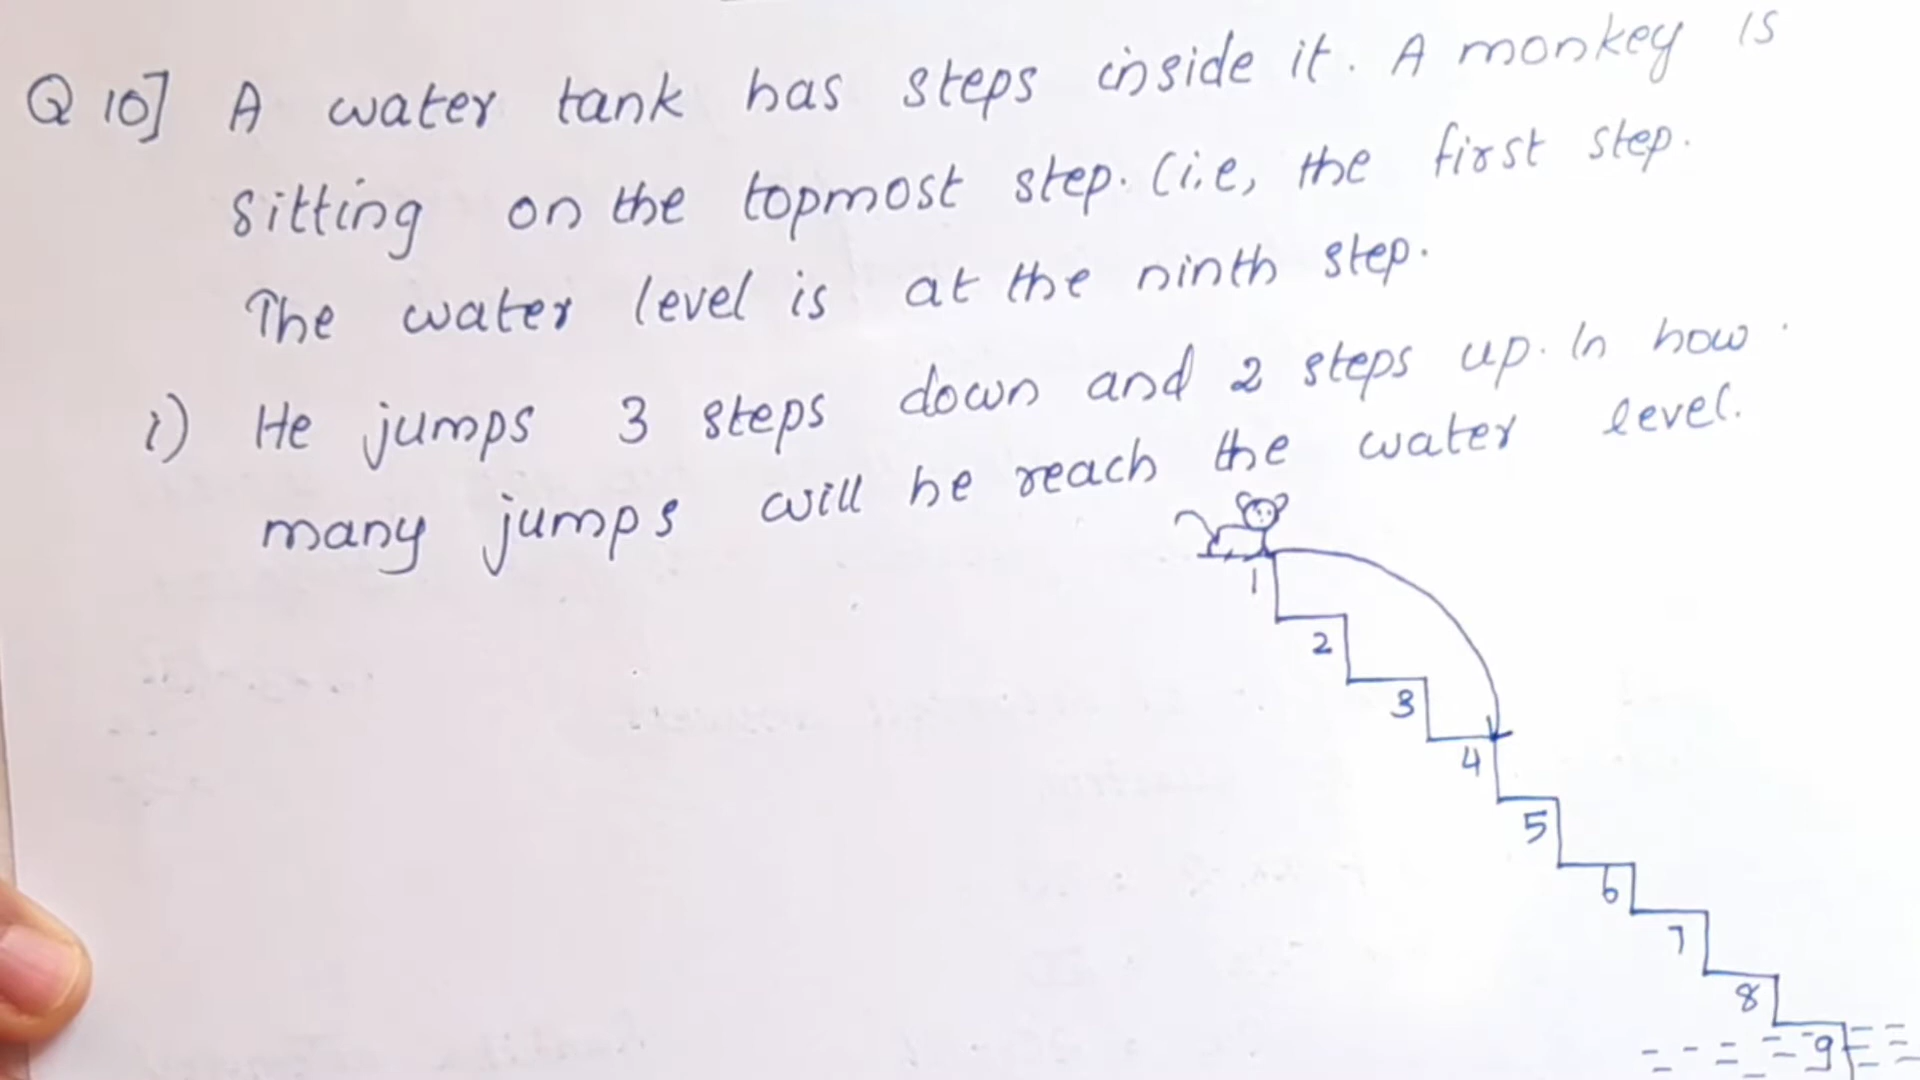 Q 10] A water tank has steps inside it. A monkey is
sitting on the topmost step. (i.e, the first step.
The water level is at the ninth step.
i) He jumps 3 steps down and 2 steps up. In how
many jumps will he reach the water level.
1
2
3
4
5
6
7
8
9